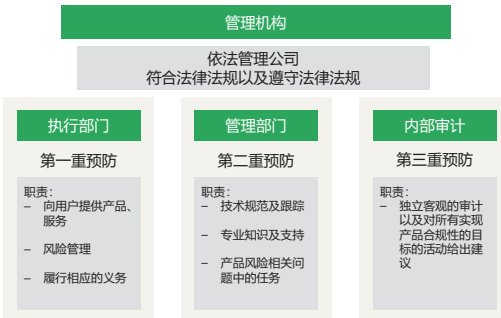 管理机构
依法管理公司
符合法律法规以及遵守法律法规
执行部门
第一重预防
职责：
– 向用户提供产品、
服务
– 风险管理
– 履行相应的义务
管理部门
第二重预防
职责：
– 技术规范及跟踪
– 专业知识及支持
– 产品风险相关问
题中的任务
内部审计
第三重预防
职责：
– 独立客观的审计
以及对所有实现
产品合规性的目
标的活动给出建
议